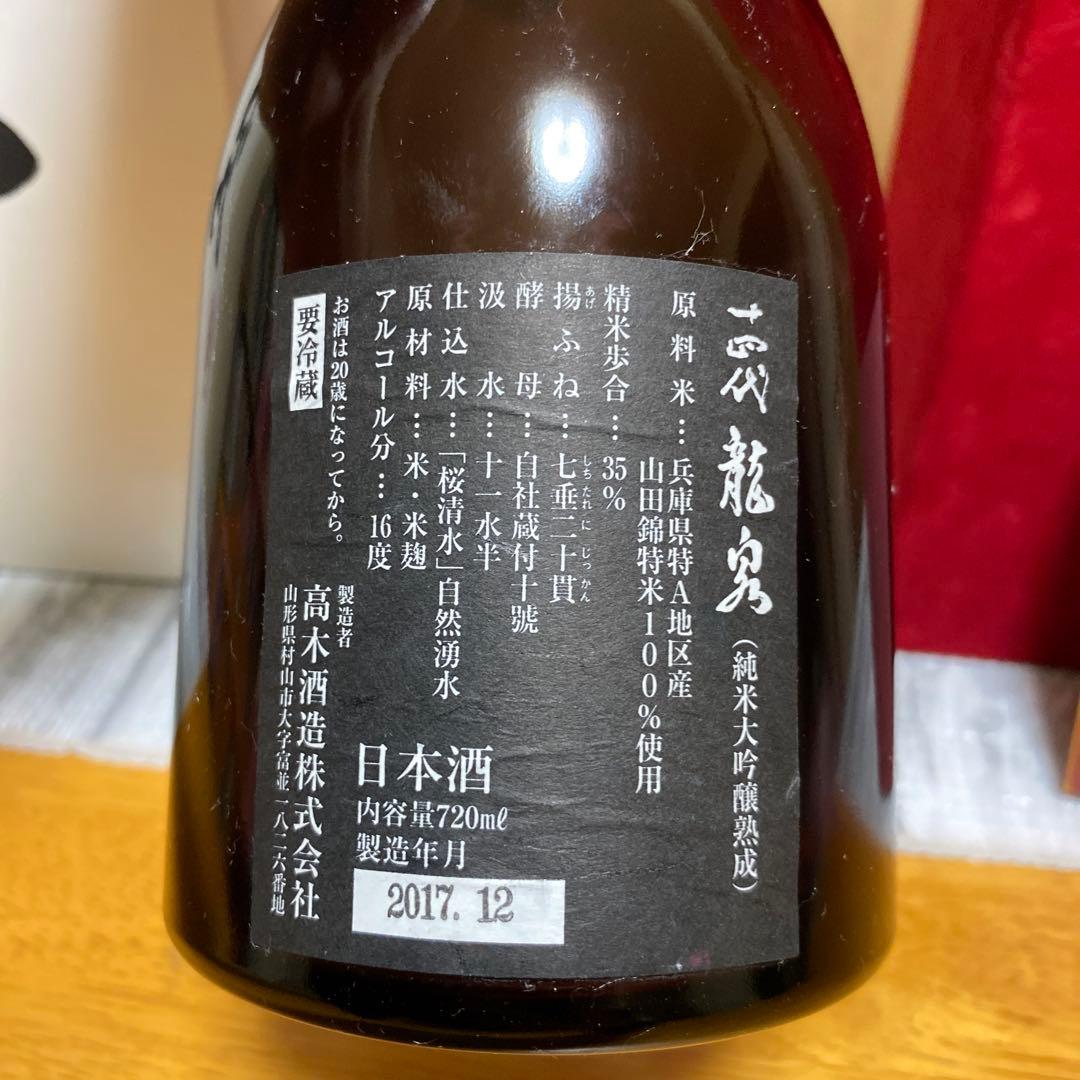 十四代 龍泉 (純米大吟醸熟成)
原料米…兵庫県特A地区産
山田錦特米100%使用
精米歩合…35%
揚ふね…七垂二十貫
あげ しちたれにじっかん
酵母…自社蔵付十號
汲水…十一水半
仕込水…「桜清水」自然湧水
原材料…米・米麹
アルコール分…16度
お酒は20歳になってから。
要冷蔵
日本酒
内容量720ml
製造年月
2017.12
製造者
高木酒造株式会社
山形県村山市大字富並一八二六番地